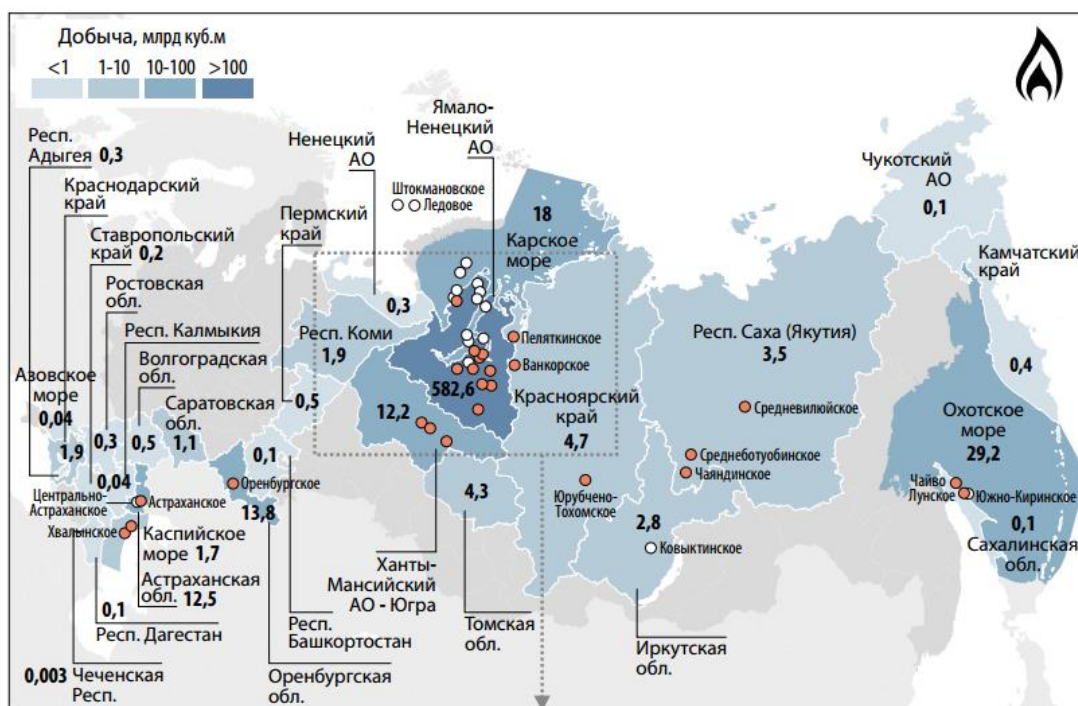 Добыча, млрд куб.м
<1 1-10 10-100 >100
Респ.
Адыгея 0,3
Краснодарский
край
Ставропольский
край 0,2
Ростовская
обл.
Респ. Калмыкия
Волгоградская
обл.
Азовское
море
0,04
Саратовская
обл.
Ненецкий
АО
Пермский
край
Ямало-
Ненецкий
АО
Штокмановское
Ледовое
18
Карское
море
Чукотский
АО
0,1
Камчатский
край
0,3
Респ. Коми
1,9
Пеляткинское
Ванкорское
582,6
Красноярский
край
4,7
Респ. Саха (Якутия)
3,5
0,4
0,5
12,2
Средневилюйское
Охотское
море
29,2
1,9
0,3
0,5
1,1
0,1
Среднеботуобинское
Чаяндинское
0,04
Оренбургское
13,8
4,3
Юрубчено-
Тохомское
Чайво
Лунское
Южно-Киринское
Центрально-
Астраханское
Астраханское
Хвалынское
Каспийское
море 1,7
2,8
Ковыктинское
0,1
Сахалинская
обл.
Астраханская
обл. 12,5
Ханты-
Мансийский
АО - Югра
0,1
Респ. Дагестан
Респ.
Башкортостан
Томская
обл.
Иркутская
обл.
0,003 Чеченская
Респ.
Оренбургская
обл.